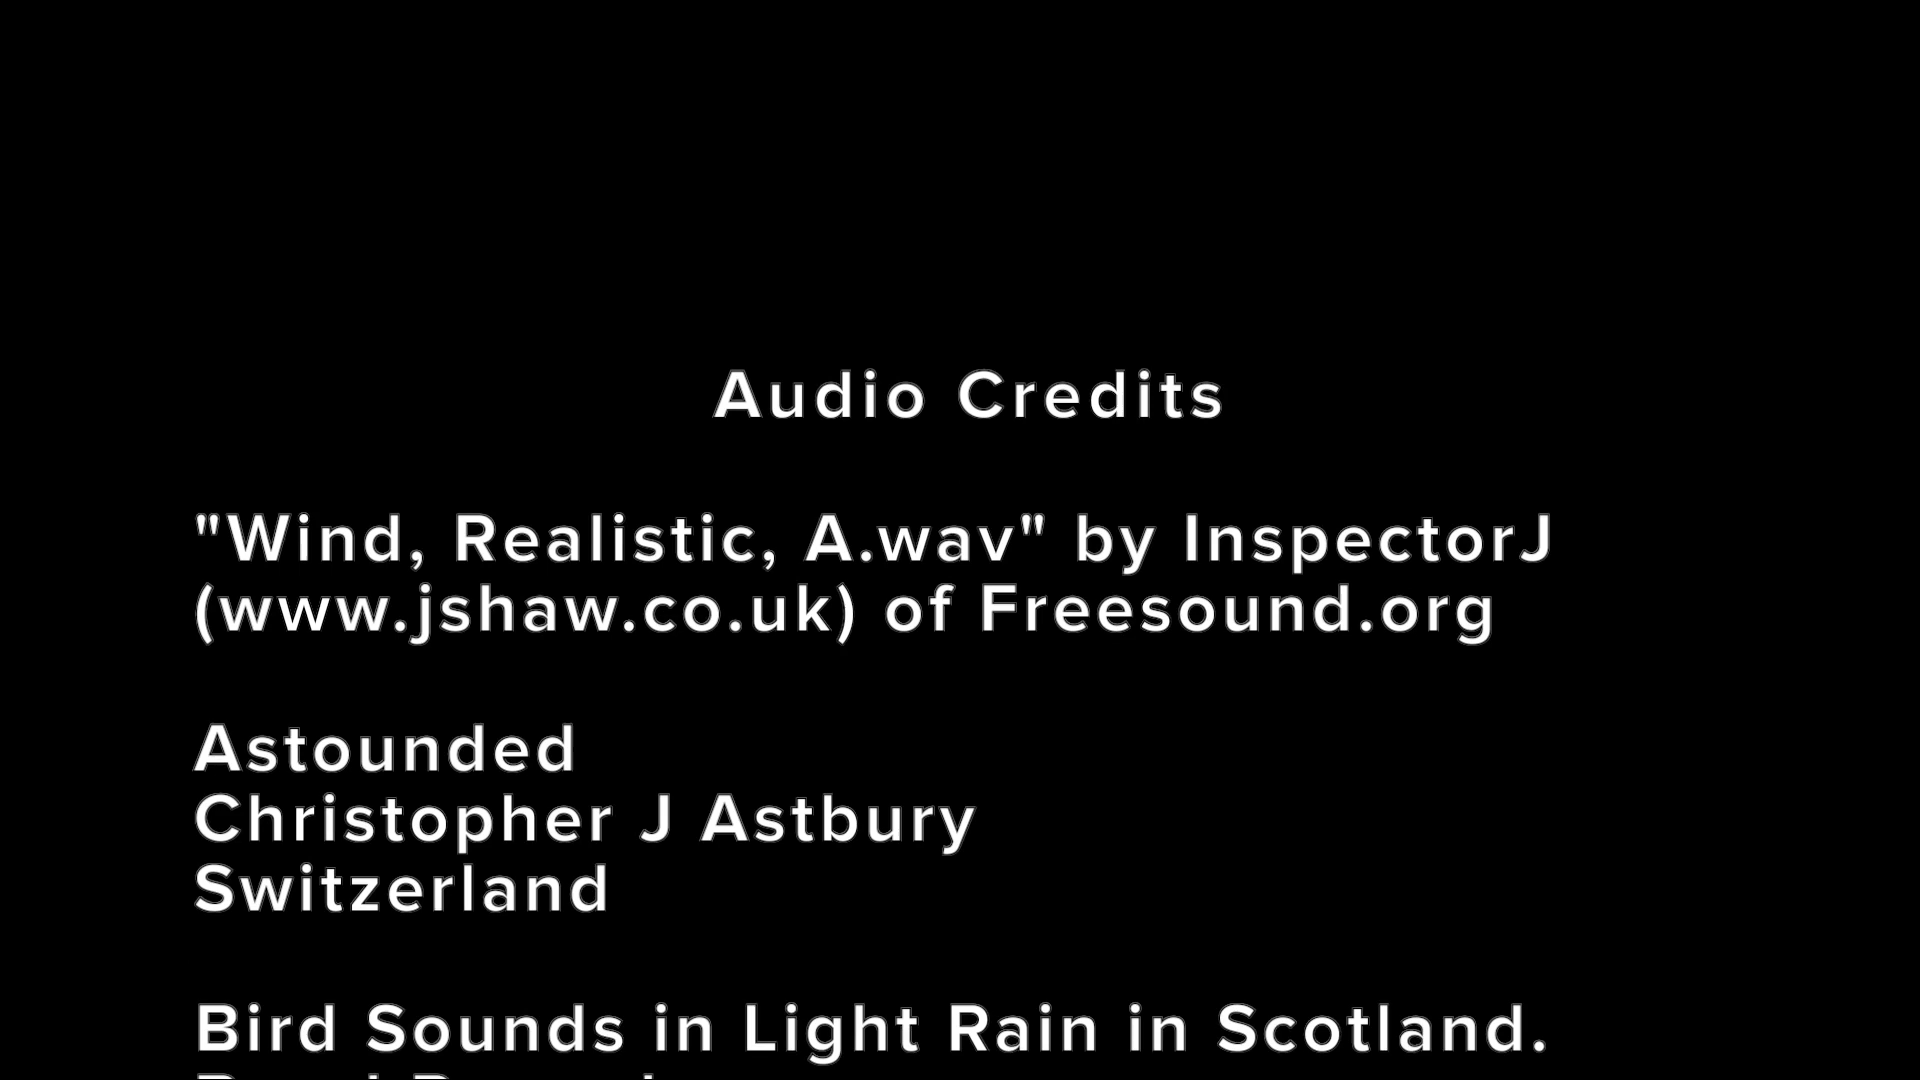 Audio Credits
"Wind, Realistic, A.wav" by InspectorJ
(www.jshaw.co.uk) of Freesound.org
Astounded
Christopher J Astbury
Switzerland
Bird Sounds in Light Rain in Scotland.